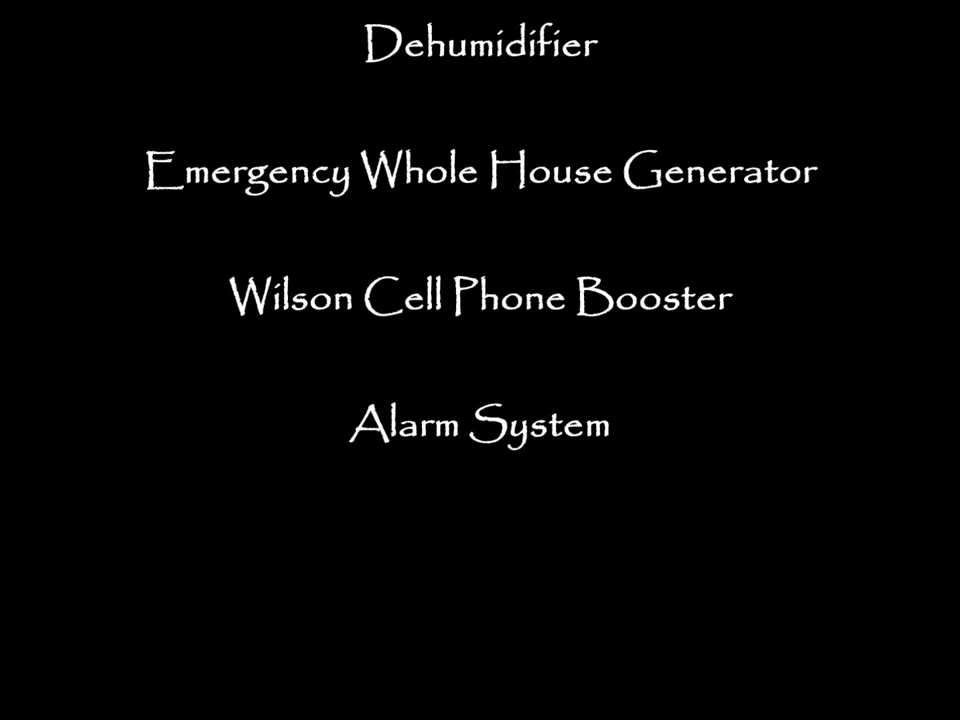 Dehumidifier
Emergency Whole House Generator
Wilson Cell Phone Booster
Alarm System